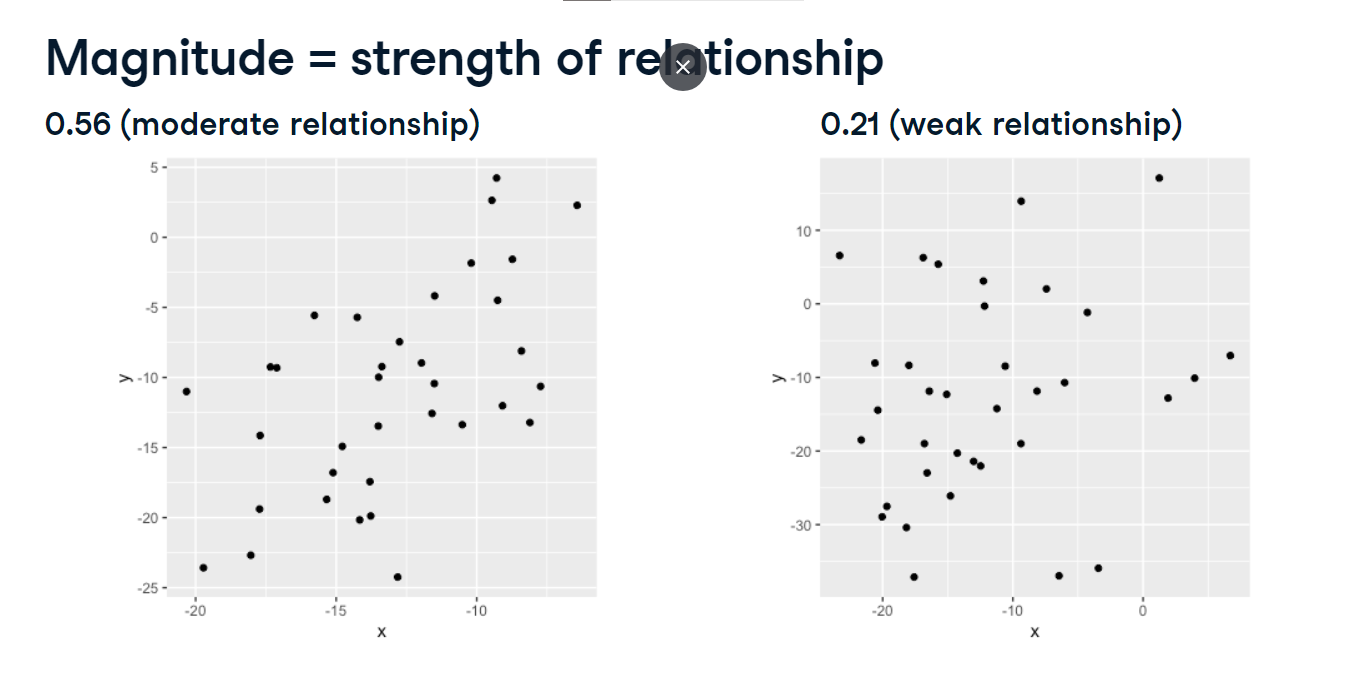 Magnitude = strength of relationship
0.56 (moderate relationship)
0.21 (weak relationship)
5
0
-5
-10
-15
-20
-25
y
-20
-15
-10
x
10
0
-10
-20
-30
y
-20
-10
0
x